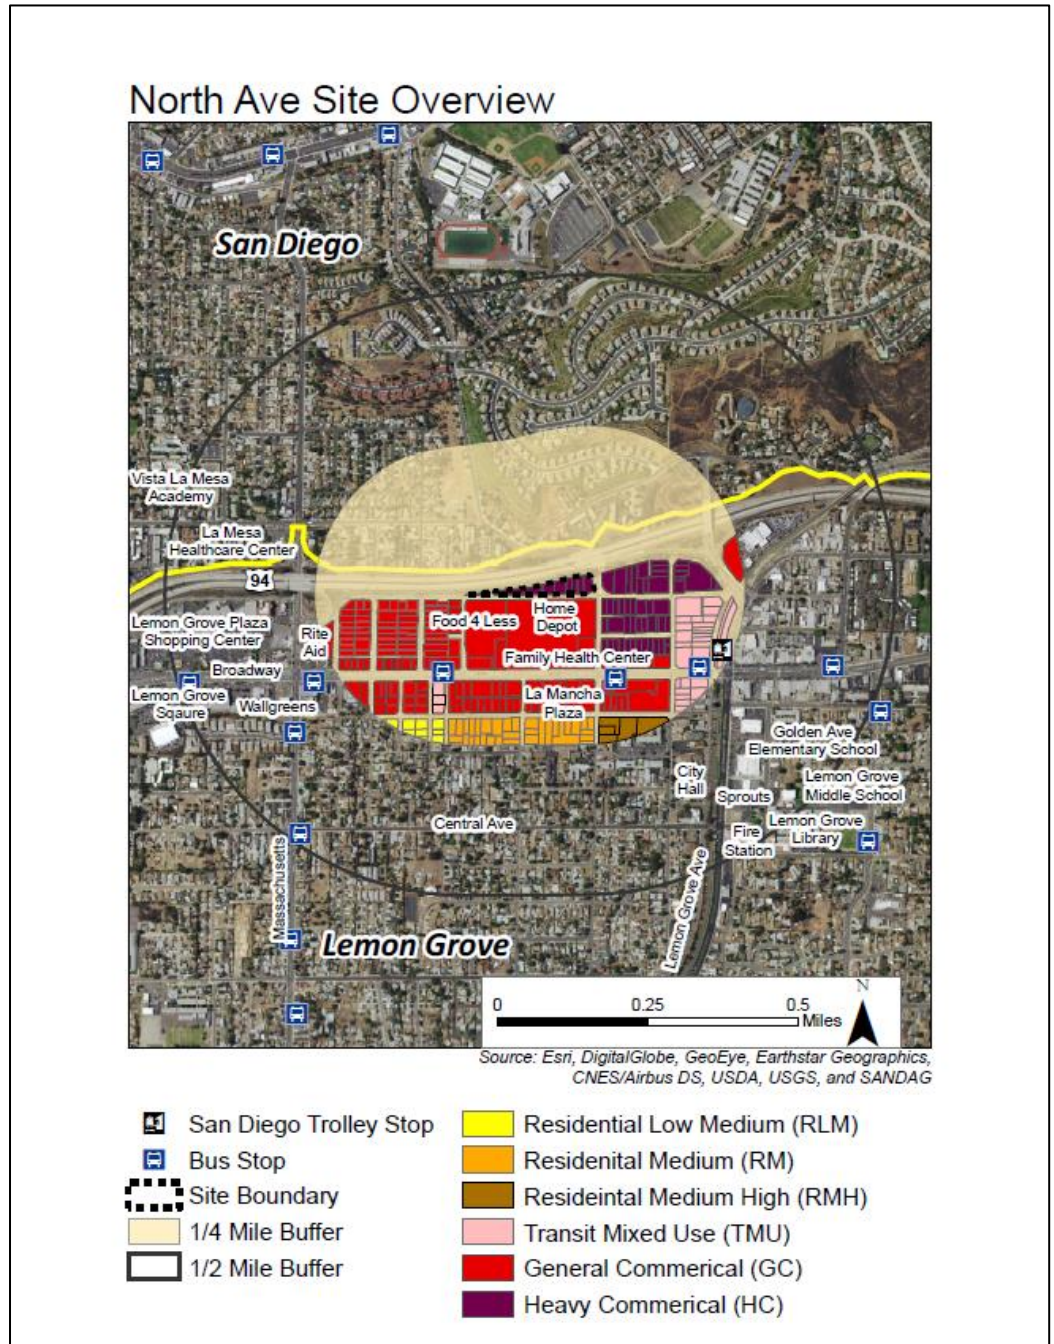 North Ave Site Overview
San Diego
Vista La Mesa
Academy
La Mesa
Healthcare Center
94
Lemon Grove Plaza
Shopping Center
Rite
Aid
Food 4 Less
Home
Depot
Family Health Center
Broadway
Lemon Grove
Sqaure
Wallgreens
La Mancha
Plaza
Golden Ave
Elementary School
City
Hall
Sprouts
Lemon Grove
Middle School
Central Ave
Fire
Station
Lemon Grove
Library
Massachusetts
Lemon Grove Ave
Lemon Grove
0 0.25 0.5
Miles
N
Source: Esri, DigitalGlobe, GeoEye, Earthstar Geographics,
CNES/Airbus DS, USDA, USGS, and SANDAG
San Diego Trolley Stop
Bus Stop
Site Boundary
1/4 Mile Buffer
1/2 Mile Buffer
Residential Low Medium (RLM)
Residenital Medium (RM)
Resideintal Medium High (RMH)
Transit Mixed Use (TMU)
General Commerical (GC)
Heavy Commerical (HC)